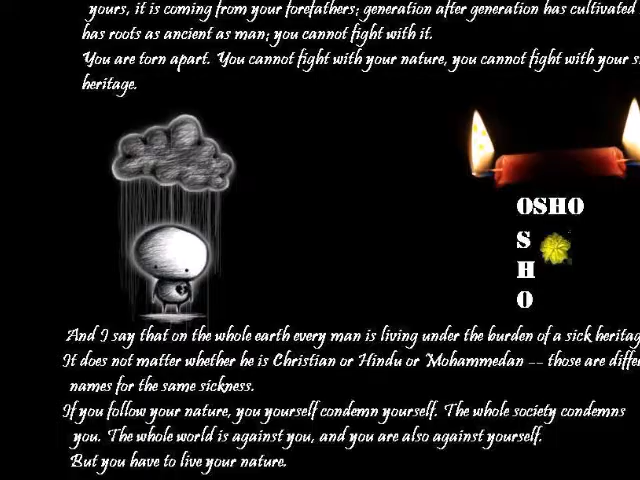 yours, it is coming from your forefathers; generation after generation has cultivated
has roots as ancient as man; you cannot fight with it.
You are torn apart. You cannot fight with your nature, you cannot fight with your
heritage.
OSHO
S
H
O
And I say that on the whole earth every man is living under the burden of a sick heritag
It does not matter whether he is Christian or Hindu or Mohammedan -- those are diffe
names for the same sickness.
If you follow your nature, you yourself condemn yourself. The whole society condemns
you. The whole world is against you, and you are also against yourself.
But you have to live your nature.